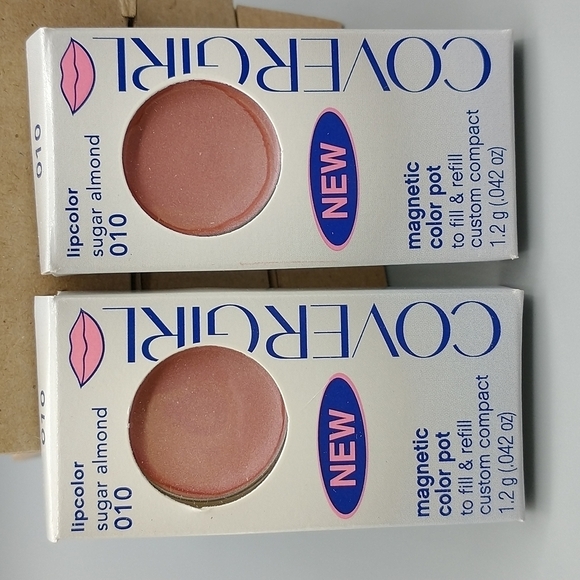 COVERGIRL
010
lipcolor
sugar almond
010
NEW
magnetic
color pot
to fill & refill
custom compact
1.2 g (.042 oz)
COVERGIRL
010
lipcolor
sugar almond
010
NEW
magnetic
color pot
to fill & refill
custom compact
1.2 g (.042 oz)